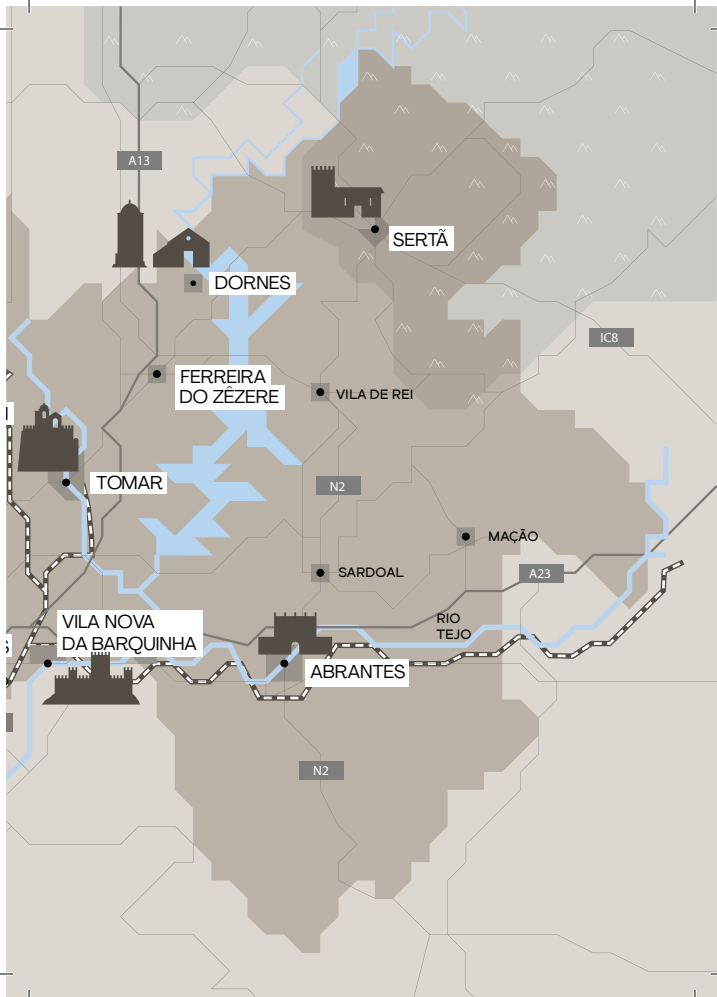 A13
SERTÃ
DORNES
IC8
FERREIRA
DO ZÊZERE
VILA DE REI
TOMAR
N2
MAÇÃO
SARDOAL
A23
VILA NOVA
DA BARQUINHA
RIO
TEJO
ABRANTES
N2